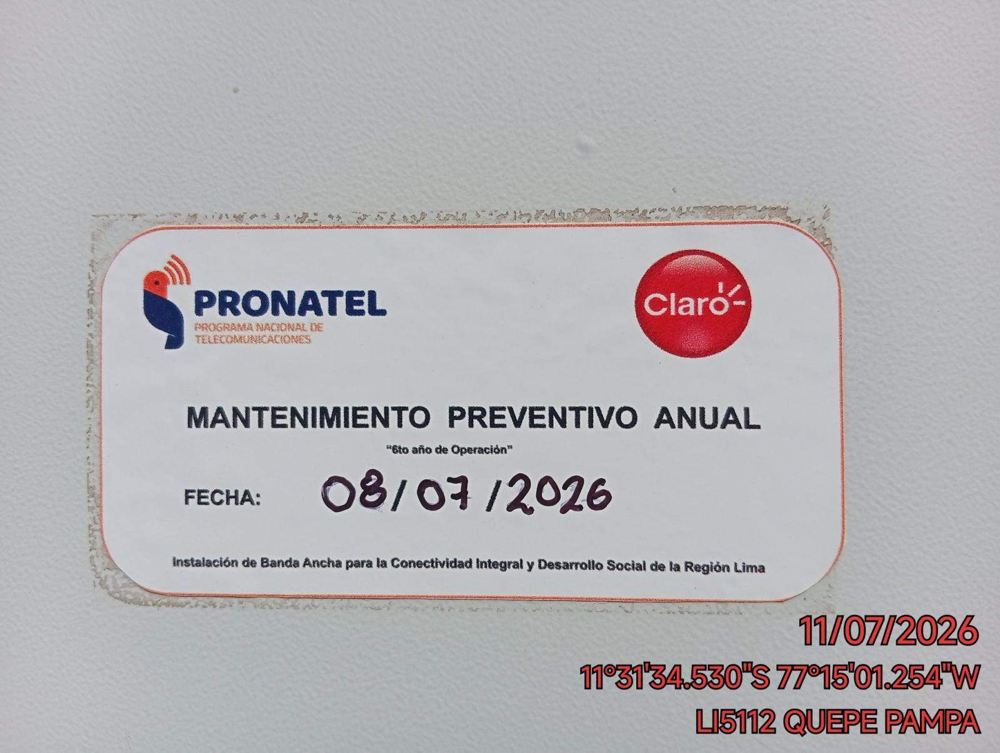 PRONATEL
PROGRAMA NACIONAL DE
TELECOMUNICACIONES
Claro
MANTENIMIENTO PREVENTIVO ANUAL
“6to año de Operación”
FECHA: 08/07/2026
Instalación de Banda Ancha para la Conectividad Integral y Desarrollo Social de la Región Lima
11/07/2026
11°31'34.530"S 77°15'01.254"W
LI5112 QUEPE PAMPA